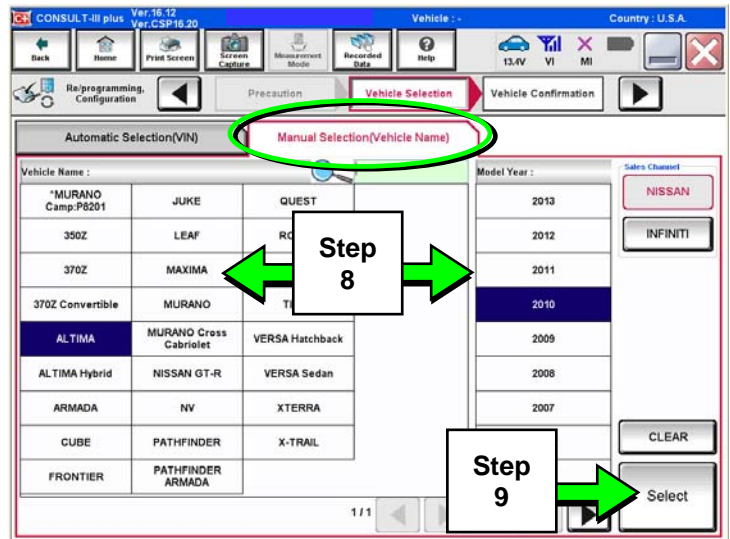 CONSULT-III plus Ver.16.12 Vehicle : - Country : U.S.A.
Ver.CSP16.20
Back Home Print Screen Screen Capture Measurement Mode Recorded Data Help 13.4V VI MI
Re/programming, Configuration Precaution Vehicle Selection Vehicle Confirmation
Automatic Selection(VIN) Manual Selection(Vehicle Name)
Vehicle Name : Model Year : Sales Channel
*MURANO Camp:P8201 JUKE QUEST 2013 NISSAN
350Z LEAF 2012 INFINITI
Step 8
370Z MAXIMA 2011
370Z Convertible MURANO 2010
ALTIMA MURANO Cross Cabriolet VERSA Hatchback 2009
ALTIMA Hybrid NISSAN GT-R VERSA Sedan 2008
ARMADA NV XTERRA 2007
CUBE PATHFINDER X-TRAIL CLEAR
FRONTIER PATHFINDER ARMADA
Step 9
Select
1/1